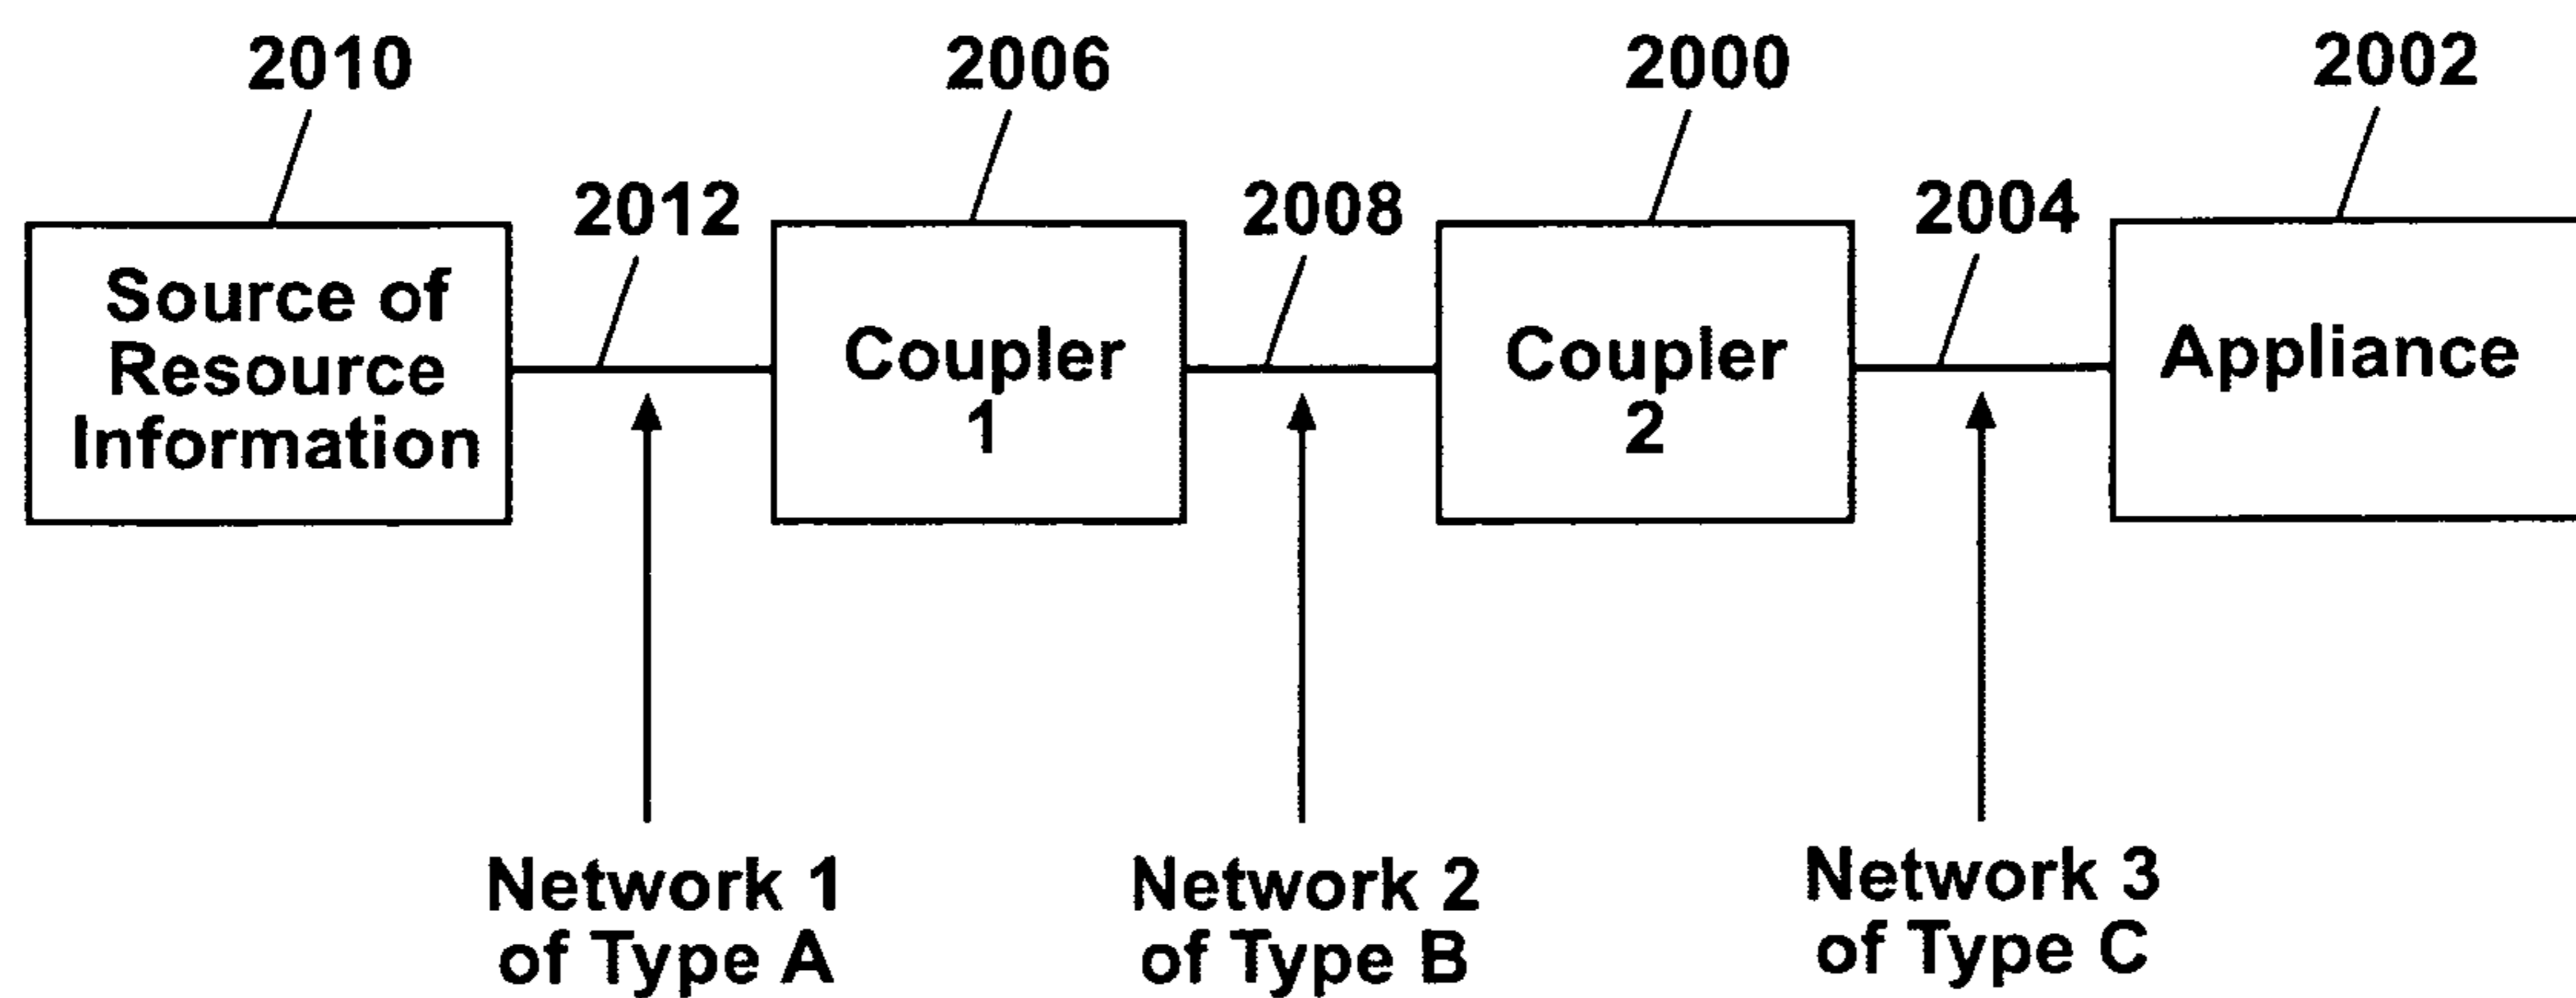 2010
2006
2000
2002
2012
2008
2004
Source of
Resource
Information
Coupler
1
Coupler
2
Appliance
Network 1
of Type A
Network 2
of Type B
Network 3
of Type C